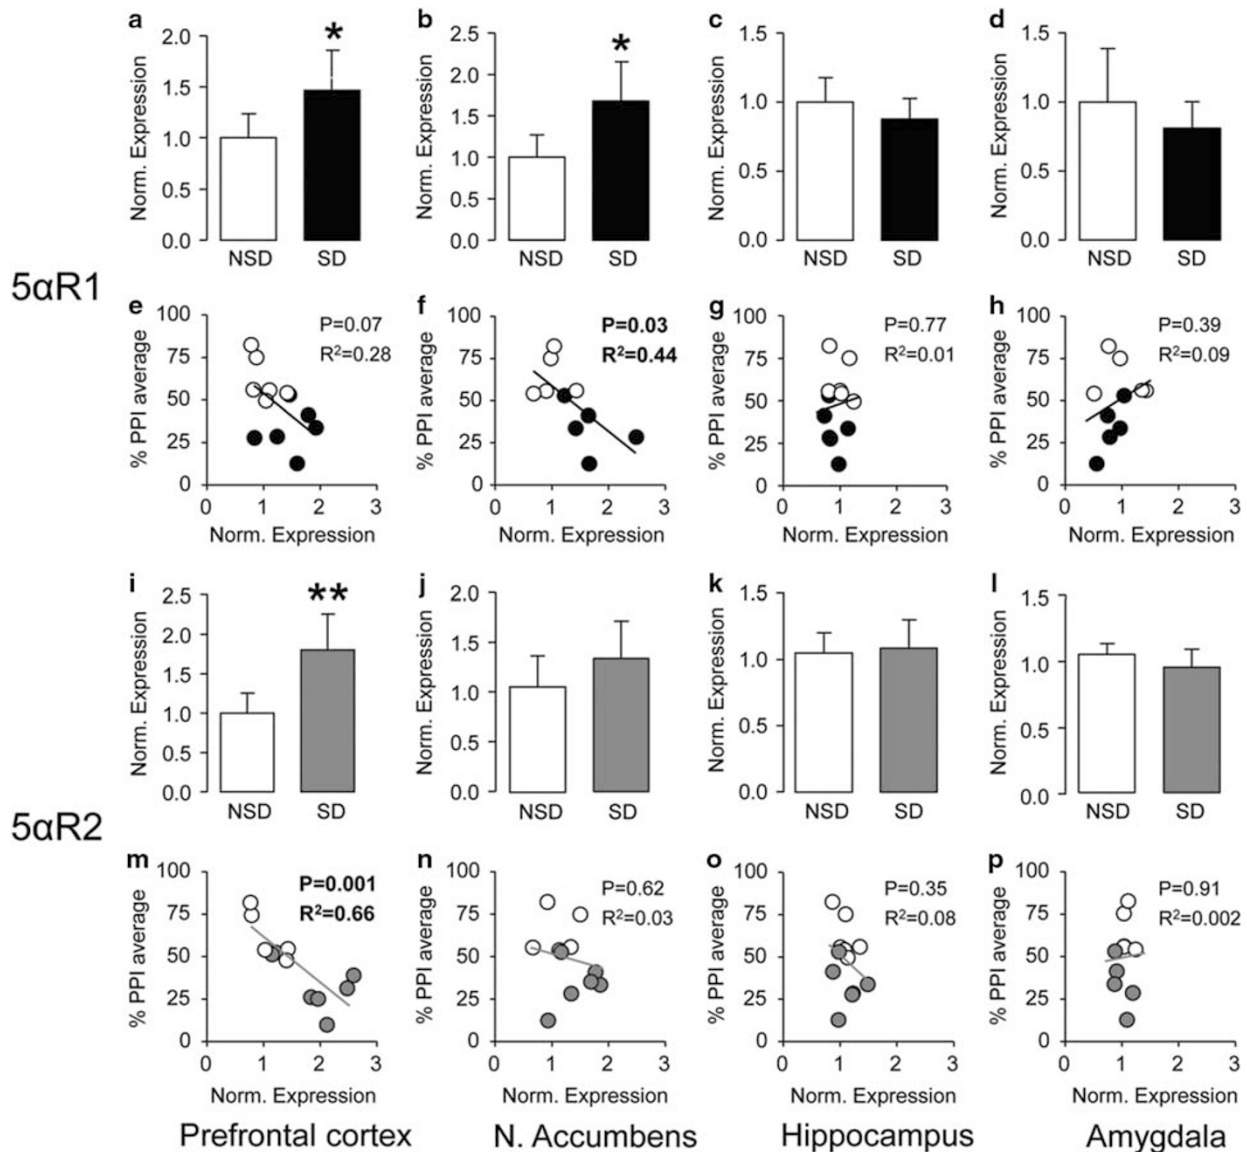 a b c d
* *
Norm. Expression Norm. Expression Norm. Expression Norm. Expression
2.0 2.5 1.5 1.5
1.5 2.0 1.0 1.0
1.0 1.5 0.5 0.5
0.5 1.0 0.0 0.0
0.0 0.5
0.0
NSD SD NSD SD NSD SD NSD SD
5αR1
e f g h
% PPI average % PPI average % PPI average % PPI average
100 100 100 100
P=0.07 P=0.03 P=0.77 P=0.39
R²=0.28 R²=0.44 R²=0.01 R²=0.09
75 75 75 75
50 50 50 50
25 25 25 25
0 0 0 0
0 1 2 3 0 1 2 3 0 1 2 3 0 1 2 3
Norm. Expression Norm. Expression Norm. Expression Norm. Expression
i j k l
**
Norm. Expression Norm. Expression Norm. Expression Norm. Expression
2.5 2.0 1.5 1.5
2.0 1.5 1.0 1.0
1.5 1.0 0.5 0.5
1.0 0.5 0.0 0.0
0.5 0.0
0.0
NSD SD NSD SD NSD SD NSD SD
5αR2
m n o p
% PPI average % PPI average % PPI average % PPI average
100 100 100 100
P=0.001 P=0.62 P=0.35 P=0.91
R²=0.66 R²=0.03 R²=0.08 R²=0.002
75 75 75 75
50 50 50 50
25 25 25 25
0 0 0 0
0 1 2 3 0 1 2 3 0 1 2 3 0 1 2 3
Norm. Expression Norm. Expression Norm. Expression Norm. Expression
Prefrontal cortex N. Accumbens Hippocampus Amygdala